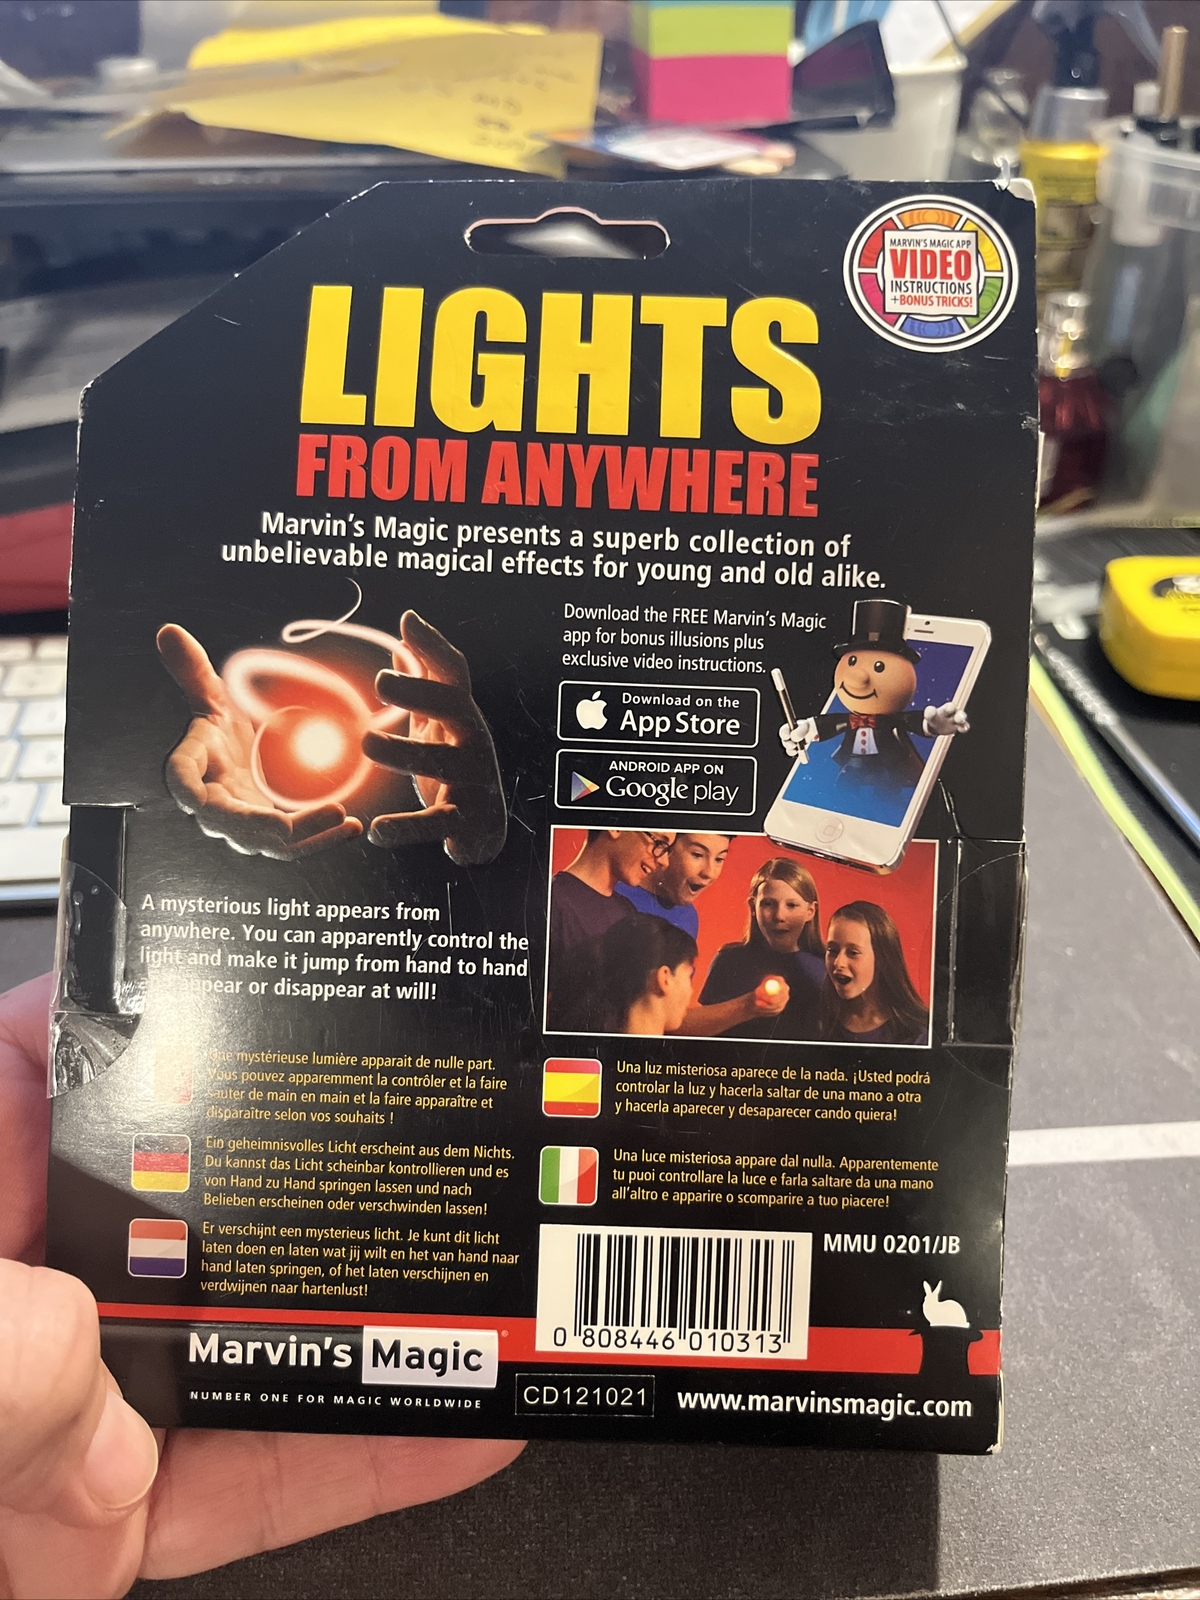 MARVIN'S MAGIC APP
VIDEO
INSTRUCTIONS
+BONUS TRICKS!
LIGHTS
FROM ANYWHERE
Marvin's Magic presents a superb collection of
unbelievable magical effects for young and old alike.
Download the FREE Marvin's Magic
app for bonus illusions plus
exclusive video instructions.
Download on the
App Store
ANDROID APP ON
Google play
A mysterious light appears from
anywhere. You can apparently control the
light and make it jump from hand to hand
appear or disappear at will!
Une mystérieuse lumière apparait de nulle part.
Vous pouvez apparemment la contrôler et la faire
sauter de main en main et la faire apparaître et
disparaitre selon vos souhaits !
Una luz misteriosa aparece de la nada. ¡Usted podrá
controlar la luz y hacerla saltar de una mano a otra
y hacerla aparecer y desaparecer cando quiera!
Ein geheimnisvolles Licht erscheint aus dem Nichts.
Du kannst das Licht scheinbar kontrollieren und es
von Hand zu Hand springen lassen und nach
Belieben erscheinen oder verschwinden lassen!
Una luce misteriosa appare dal nulla. Apparentemente
tu puoi controllare la luce e farla saltare da una mano
all'altro e apparire o scomparire a tuo piacere!
Er verschijnt een mysterieus licht. Je kunt dit licht
laten doen en laten wat jij wilt en het van hand naar
hand laten springen, of het laten verschijnen en
verdwijnen naar hartenlust!
MMU 0201/JB
0 808446 010313
Marvin's Magic
NUMBER ONE FOR MAGIC WORLDWIDE
CD121021
www.marvinsmagic.com